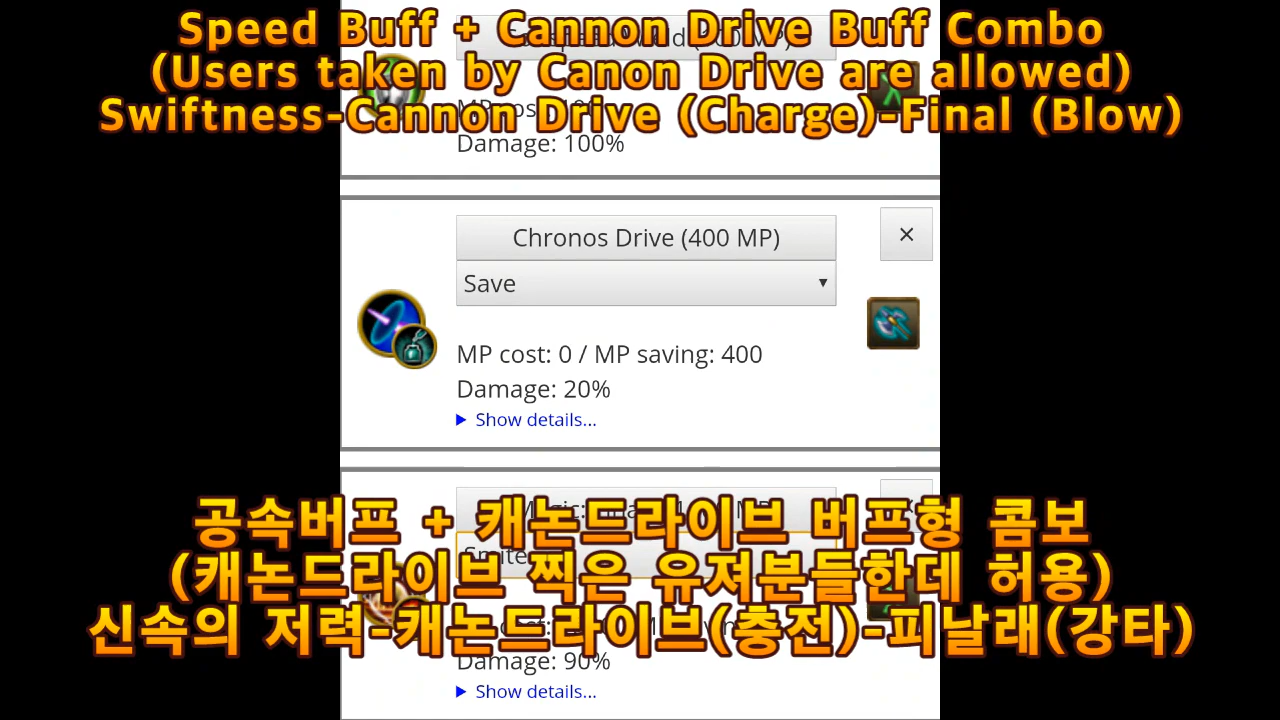 Speed Buff + Cannon Drive Buff Combo
(Users taken by Canon Drive are allowed)
Swiftness-Cannon Drive (Charge)-Final (Blow)
Damage: 100%
Chronos Drive (400 MP)
×
Save
MP cost: 0 / MP saving: 400
Damage: 20%
Show details...
공속버프 + 캐논드라이브 버프형 콤보
Smite
(캐논드라이브 찍은 유져분들한데 허용)
신속의 저력-캐논드라이브(충전)-피날래(강타)
Damage: 90%
Show details...